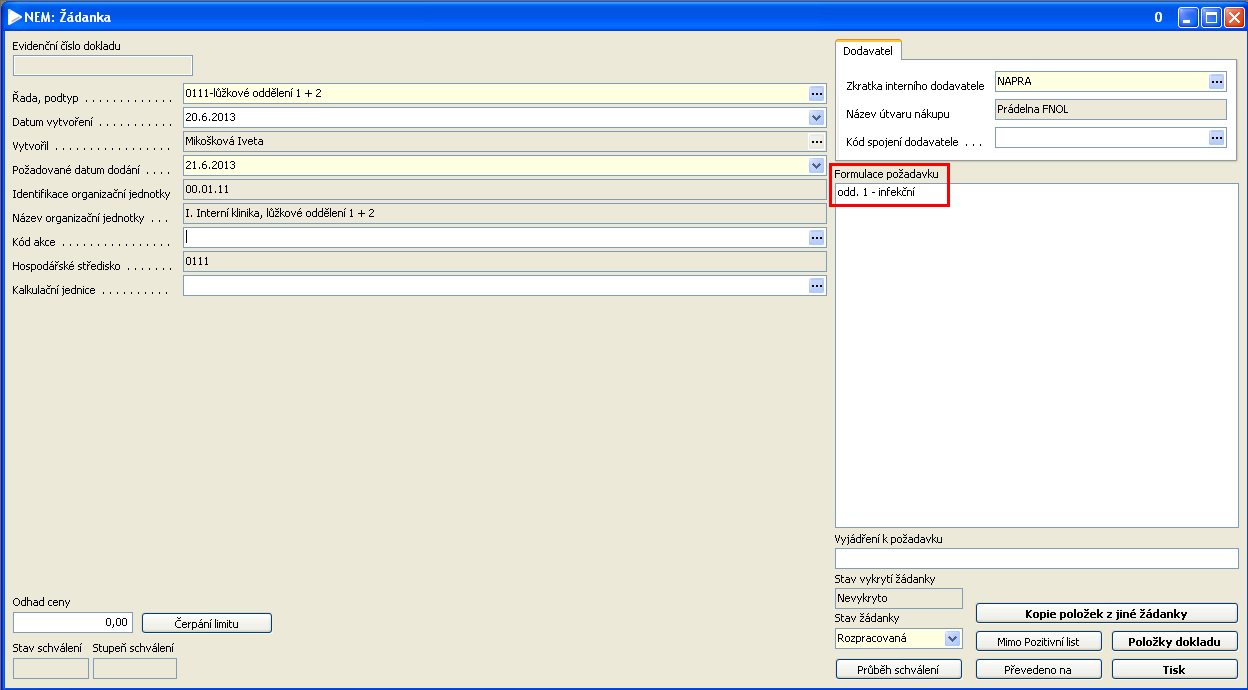 NEM: Žádanka 0
Evidenční číslo dokladu
Řada, podtyp . . . . . . . . . . . . . 0111-lůžkové oddělení 1 + 2 ...
Datum vytvoření . . . . . . . . . . . 20.6.2013
Vytvořil . . . . . . . . . . . . . . . . . Mikošková Iveta ...
Požadované datum dodání . . . . 21.6.2013
Identifikace organizační jednotky 00.01.11
Název organizační jednotky . . . I. Interní klinika, lůžkové oddělení 1 + 2
Kód akce . . . . . . . . . . . . . . . . ...
Hospodářské středisko . . . . . . . 0111
Kalkulační jednice . . . . . . . . . . ...
Dodavatel
Zkratka interního dodavatele NAPRA ...
Název útvaru nákupu Prádelna FNOL
Kód spojení dodavatele . . . ...
Formulace požadavku
odd. 1 - infekční
Vyjádření k požadavku
Stav vykrytí žádanky
Nevykryto
Stav žádanky
Rozpracovaná
Kopie položek z jiné žádanky
Mimo Pozitivní list Položky dokladu
Průběh schválení Převedeno na Tisk
Odhad ceny
0,00 Čerpání limitu
Stav schválení Stupeň schválení